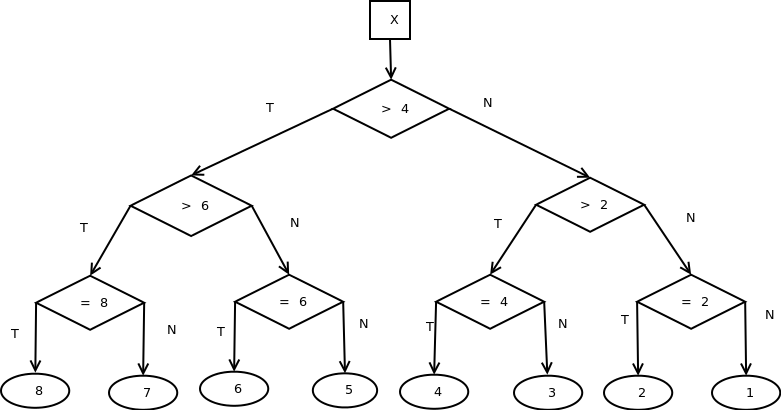 X
> 4
T N
> 6 > 2
T N T N
= 8 = 6 = 4 = 2
T N T N T N T N
8 7 6 5 4 3 2 1